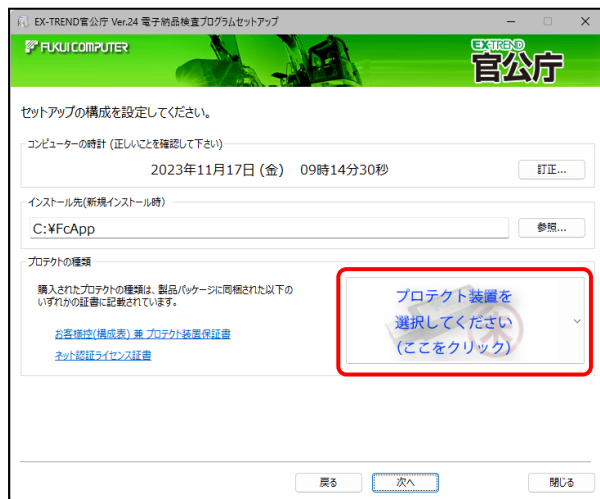 EX-TREND官公庁 Ver.24 電子納品検査プログラムセットアップ
FUKUI COMPUTER
EX-TREND
官公庁
セットアップの構成を設定してください。
コンピューターの時計 (正しいことを確認して下さい)
2023年11月17日 (金) 09時14分30秒
訂正...
インストール先(新規インストール時)
C:¥FcApp
参照...
プロテクトの種類
購入されたプロテクトの種類は、製品パッケージに同梱された以下の
いずれかの証書に記載されています。
お客様控(構成表) 兼 プロテクト装置保証書
ネット認証ライセンス証書
プロテクト装置を
選択してください
(ここをクリック)
戻る
次へ
閉じる